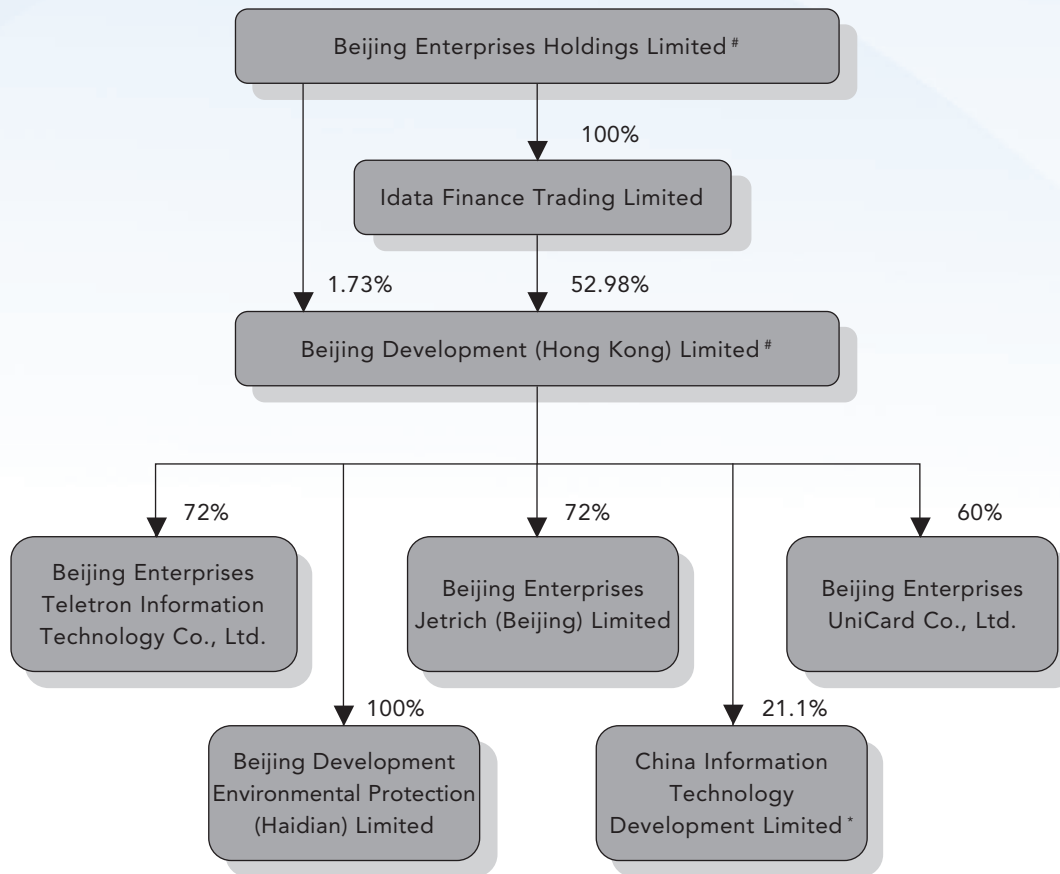 Beijing Enterprises Holdings Limited #
100%
Idata Finance Trading Limited
1.73%
52.98%
Beijing Development (Hong Kong) Limited #
72%
72%
60%
Beijing Enterprises
Teletron Information
Technology Co., Ltd.
Beijing Enterprises
Jetrich (Beijing) Limited
Beijing Enterprises
UniCard Co., Ltd.
100%
21.1%
Beijing Development
Environmental Protection
(Haidian) Limited
China Information
Technology
Development Limited *